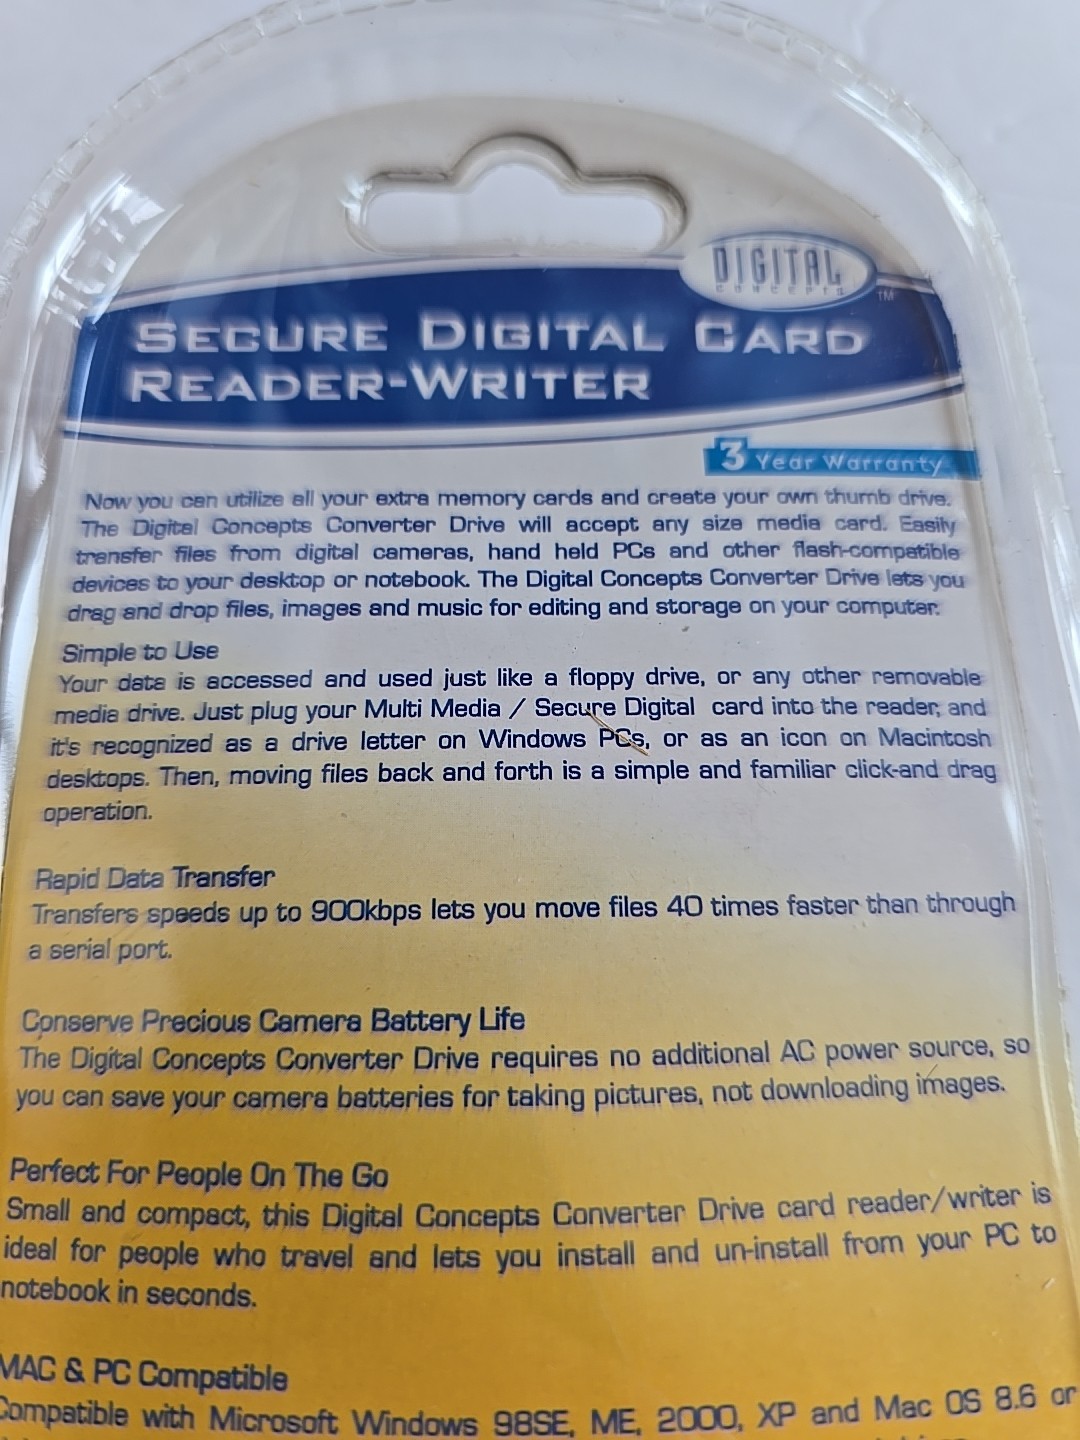 DIGITAL
CONCEPTS
TM
SECURE DIGITAL CARD
READER-WRITER
3 Year Warranty
Now you can utilize all your extra memory cards and create your own thumb drive.
The Digital Concepts Converter Drive will accept any size media card. Easily
transfer files from digital cameras, hand held PCs and other flash-compatible
devices to your desktop or notebook. The Digital Concepts Converter Drive lets you
drag and drop files, images and music for editing and storage on your computer.
Simple to Use
Your data is accessed and used just like a floppy drive, or any other removable
media drive. Just plug your Multi Media / Secure Digital card into the reader, and
it's recognized as a drive letter on Windows PCs, or as an icon on Macintosh
desktops. Then, moving files back and forth is a simple and familiar click-and drag
operation.
Rapid Data Transfer
Transfers speeds up to 900kbps lets you move files 40 times faster than through
a serial port.
Conserve Precious Camera Battery Life
The Digital Concepts Converter Drive requires no additional AC power source, so
you can save your camera batteries for taking pictures, not downloading images.
Perfect For People On The Go
Small and compact, this Digital Concepts Converter Drive card reader/writer is
ideal for people who travel and lets you install and un-install from your PC to
notebook in seconds.
MAC & PC Compatible
Compatible with Microsoft Windows 98SE, ME, 2000, XP and Mac OS 8.6 or